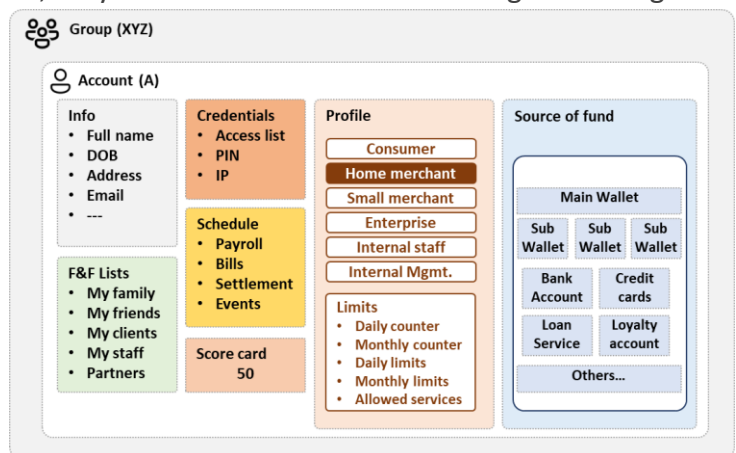 Group (XYZ)
Account (A)
Info
• Full name
• DOB
• Address
• Email
• ---
F&F Lists
• My family
• My friends
• My clients
• My staff
• Partners
Credentials
• Access list
• PIN
• IP
Schedule
• Payroll
• Bills
• Settlement
• Events
Score card
50
Profile
Consumer
Home merchant
Small merchant
Enterprise
Internal staff
Internal Mgmt.
Limits
• Daily counter
• Monthly counter
• Daily limits
• Monthly limits
• Allowed services
Source of fund
Main Wallet
Sub
Wallet
Sub
Wallet
Sub
Wallet
Bank
Account
Credit
cards
Loan
Service
Loyalty
account
Others...